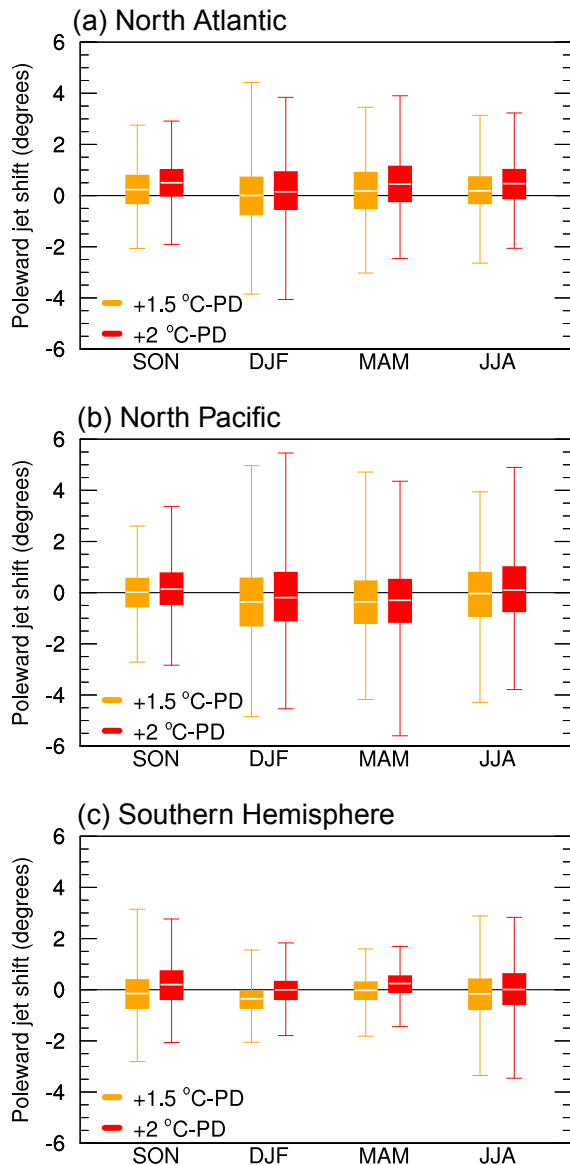 (a) North Atlantic
6
4
2
0
-2
-4
-6
Poleward jet shift (degrees)
+1.5 °C-PD
+2 °C-PD
SON DJF MAM JJA
(b) North Pacific
6
4
2
0
-2
-4
-6
Poleward jet shift (degrees)
+1.5 °C-PD
+2 °C-PD
SON DJF MAM JJA
(c) Southern Hemisphere
6
4
2
0
-2
-4
-6
Poleward jet shift (degrees)
+1.5 °C-PD
+2 °C-PD
SON DJF MAM JJA